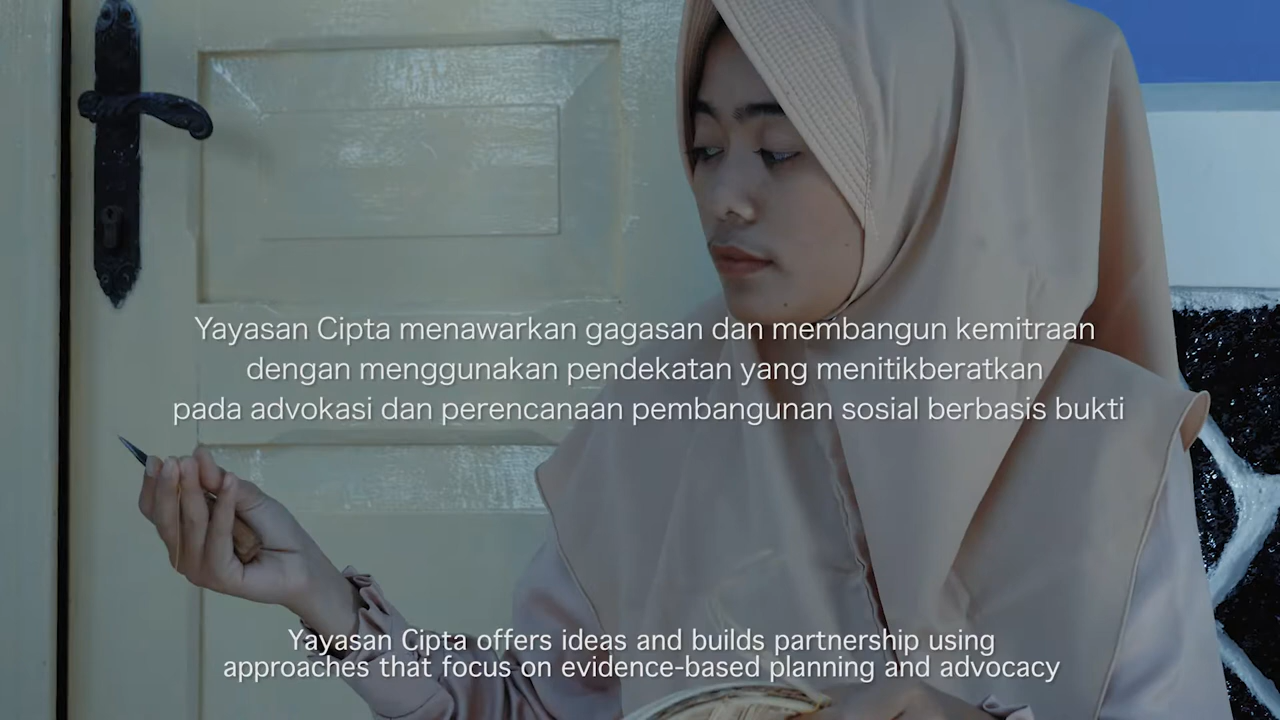 Yayasan Cipta menawarkan gagasan dan membangun kemitraan
dengan menggunakan pendekatan yang menitikberatkan
pada advokasi dan perencanaan pembangunan sosial berbasis bukti
Yayasan Cipta offers ideas and builds partnership using
approaches that focus on evidence-based planning and advocacy